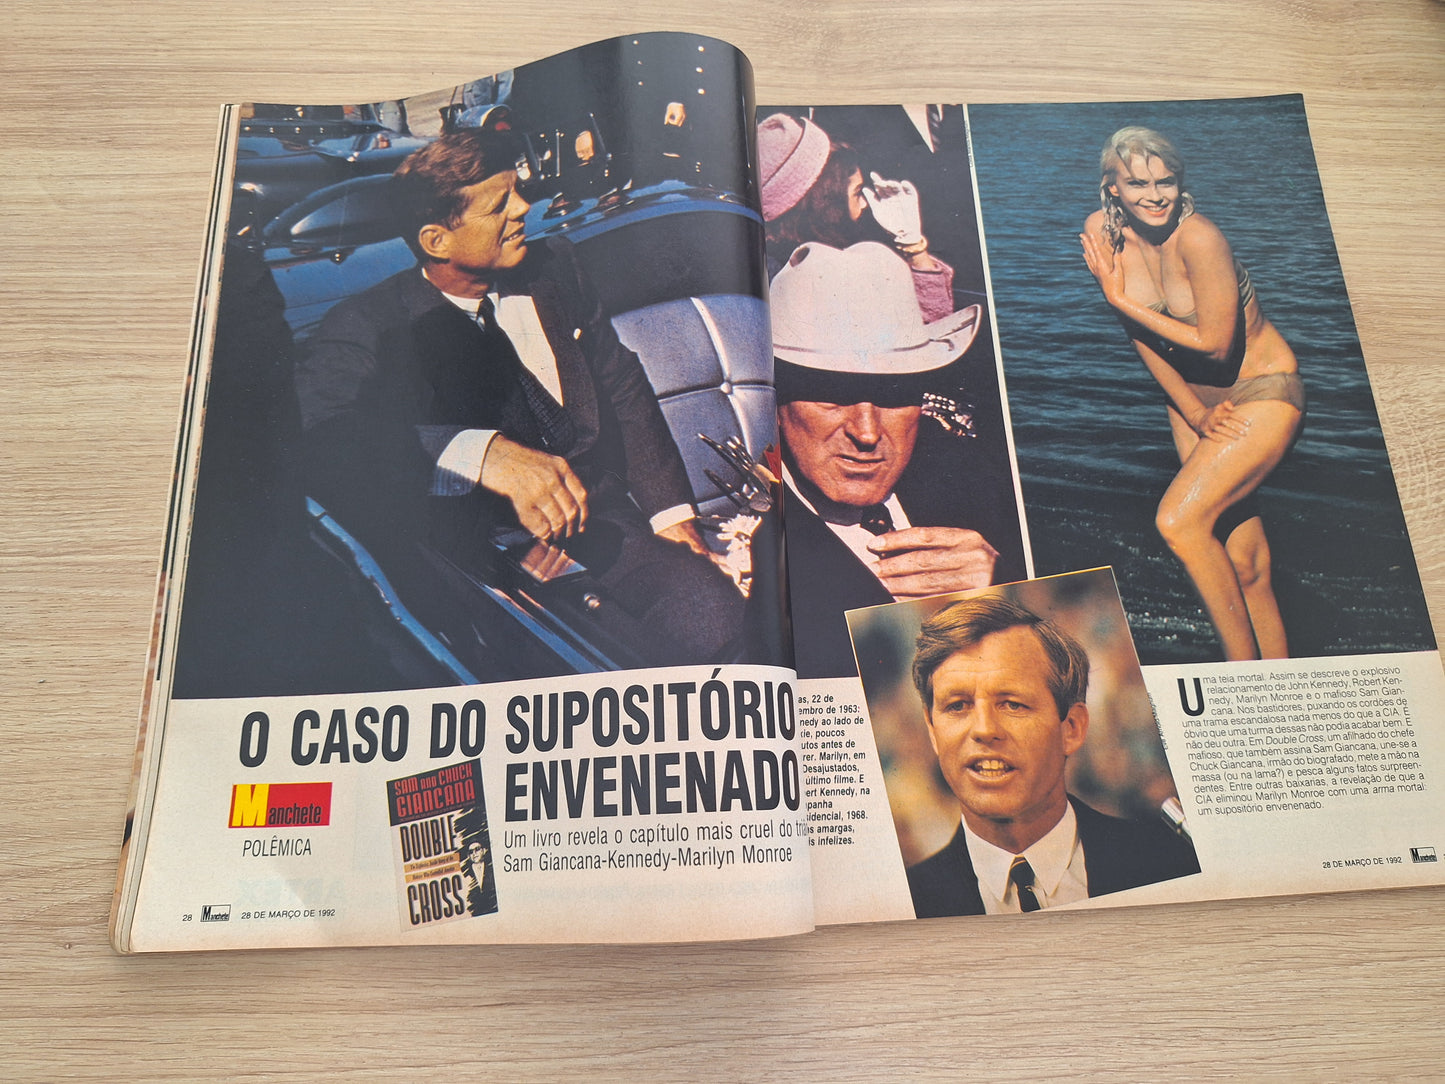 O CASO DO SUPOSITÓRIO
ENVENENADO
Manchete
POLÊMICA
SAM AND CHUCK
GIANCANA
DOUBLE
CROSS
Um livro revela o capítulo mais cruel do
Sam Giancana-Kennedy-Marilyn Monroe
28 Manchete 28 DE MARÇO DE 1992
as, 22 de
embro de 1963:
nedy ao lado de
kie, poucos
utos antes de
rer. Marilyn, em
Desajustados,
último filme. E
bert Kennedy, na
panha
sidencial, 1968.
s amargas,
is infelizes.
Uma teia mortal. Assim se descreve o explosivo
relacionamento de John Kennedy, Robert Ken-
nedy, Marilyn Monroe e o mafioso Sam Gian-
cana. Nos bastidores, puxando os cordões de
uma trama escandalosa nada menos do que a CIA. É
óbvio que uma turma dessas não podia acabar bem. E
não deu outra. Em Double Cross, um afilhado do chefe
mafioso, que também assina Sam Giancana, une-se a
Chuck Giancana, irmão do biografado, mete a mão na
massa (ou na lama?) e pesca alguns fatos surpreen-
dentes. Entre outras baixarias, a revelação de que a
CIA eliminou Marilyn Monroe com uma arma mortal:
um supositório envenenado.
28 DE MARÇO DE 1992 Manchete